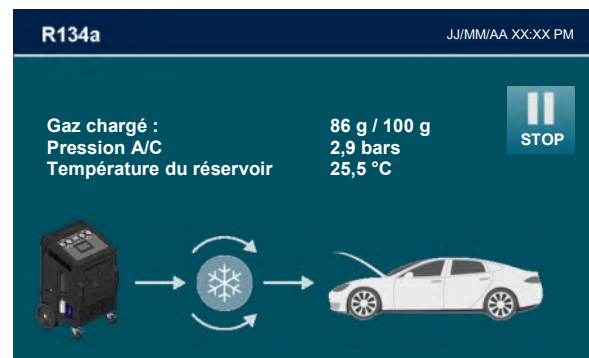 R134a JJ/MM/AA XX:XX PM
Gaz chargé : 86 g / 100 g
Pression A/C 2,9 bars
Température du réservoir 25,5 °C
STOP